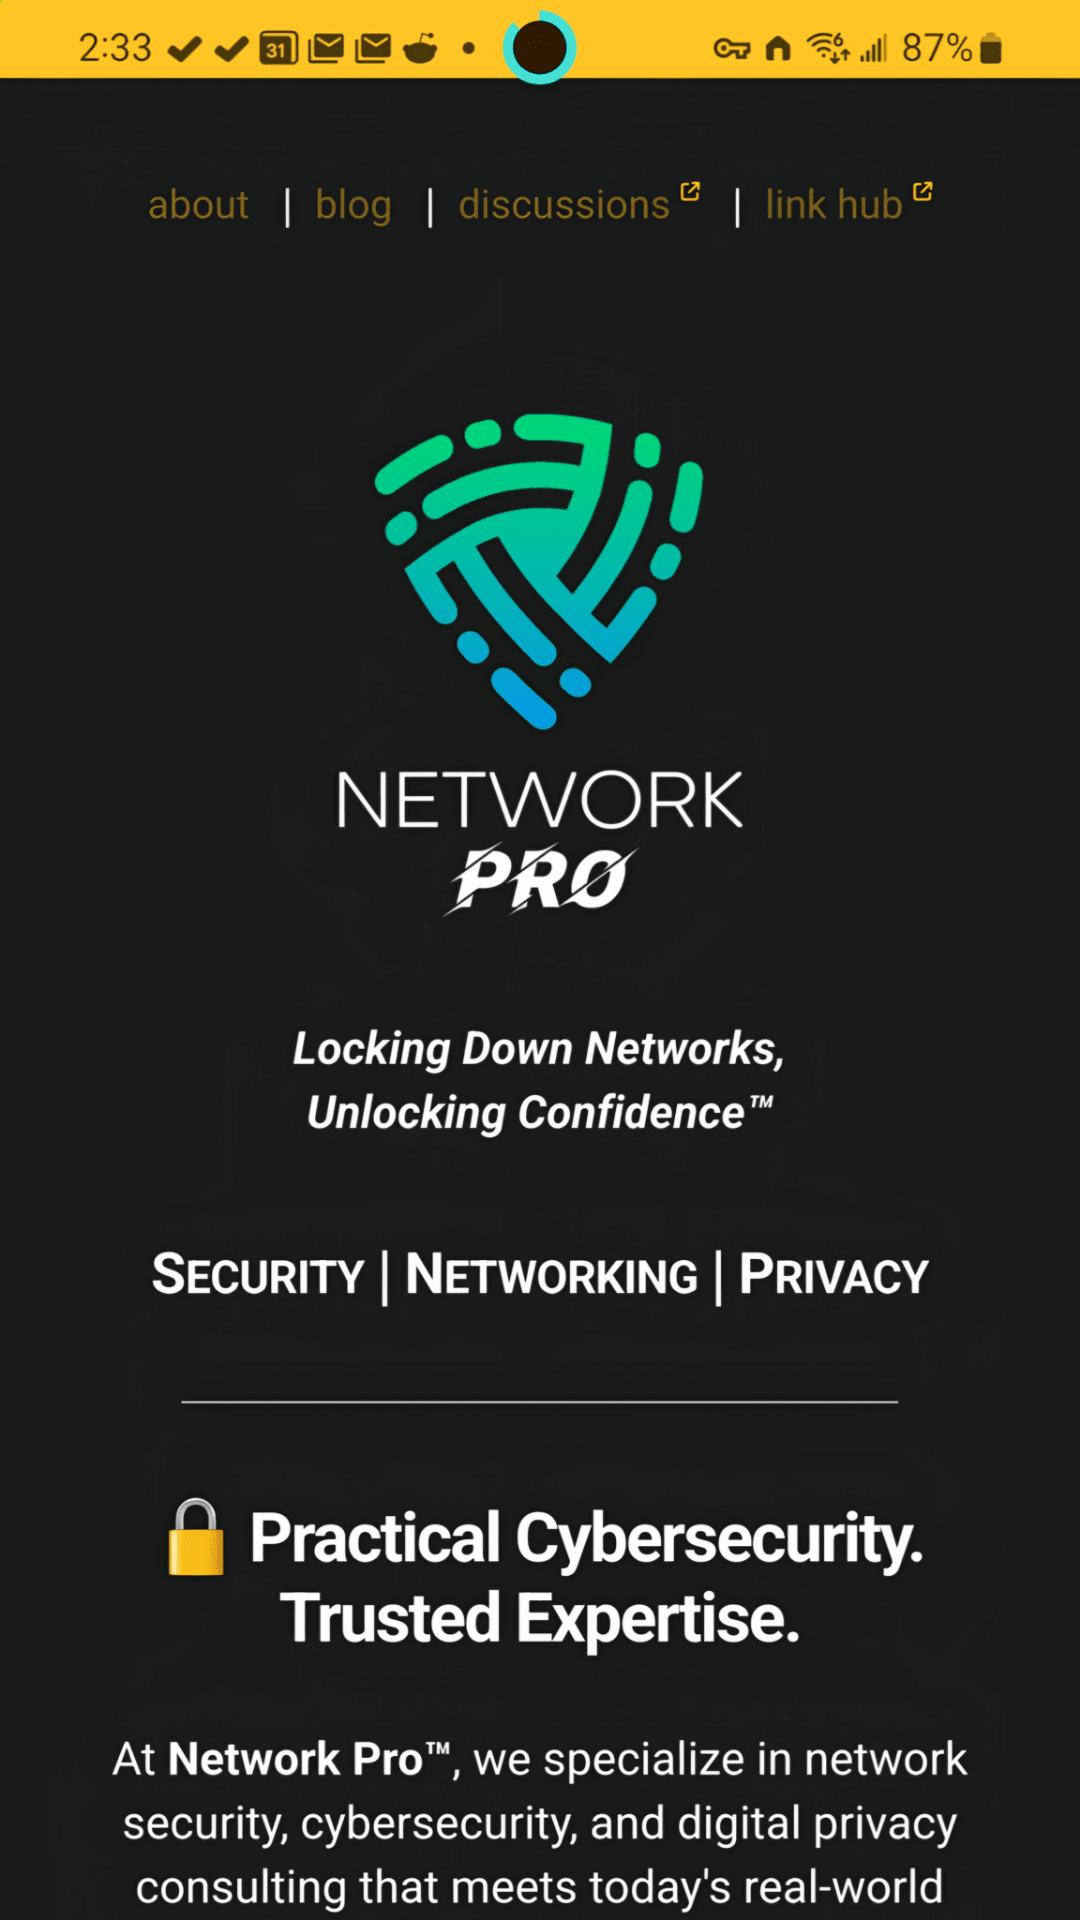 2:33 31 6 87%
about | blog | discussions | link hub
NETWORK
PRO
Locking Down Networks,
Unlocking Confidence™
SECURITY | NETWORKING | PRIVACY
🔒 Practical Cybersecurity.
Trusted Expertise.
At Network Pro™, we specialize in network
security, cybersecurity, and digital privacy
consulting that meets today's real-world